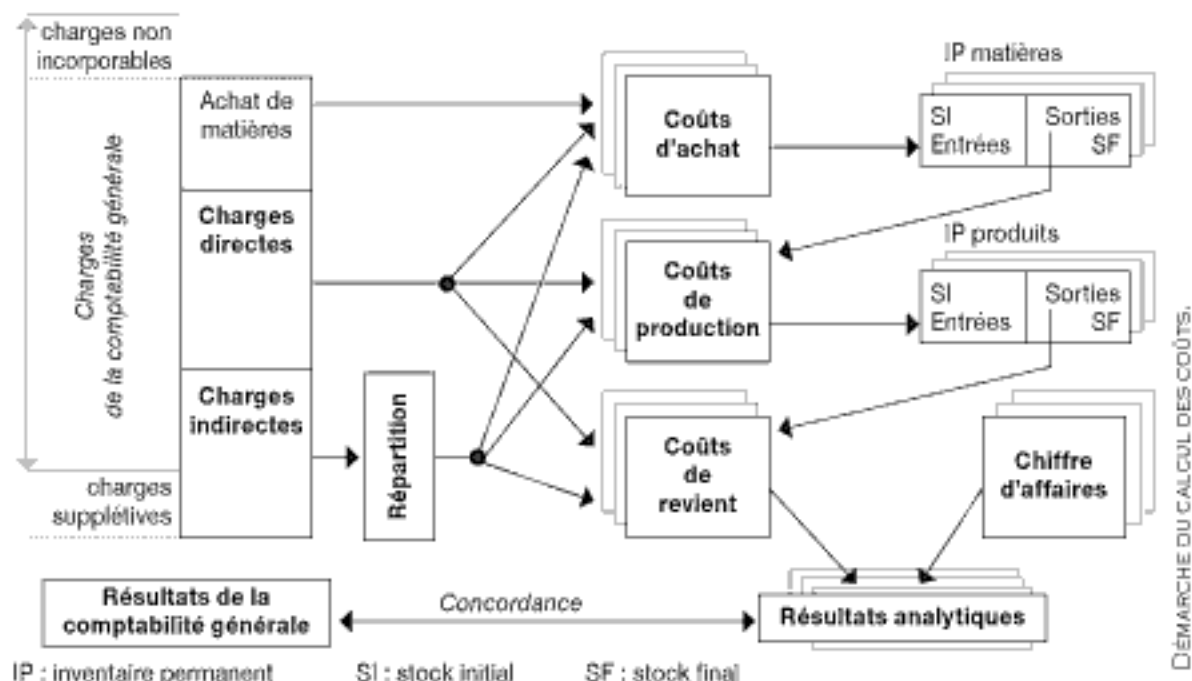 charges non
incorporables
Charges
de la comptabilité générale
charges
supplétives
Achat de
matières
Charges
directes
Charges
indirectes
Répartition
Coûts
d'achat
Coûts
de
production
Coûts
de
revient
IP matières
SI
Entrées
Sorties
SF
IP produits
SI
Entrées
Sorties
SF
Chiffre
d'affaires
Résultats de la
comptabilité générale
Concordance
Résultats analytiques
IP : inventaire permanent
SI : stock initial
SF : stock final
DÉMARCHE DU CALCUL DES COÛTS.